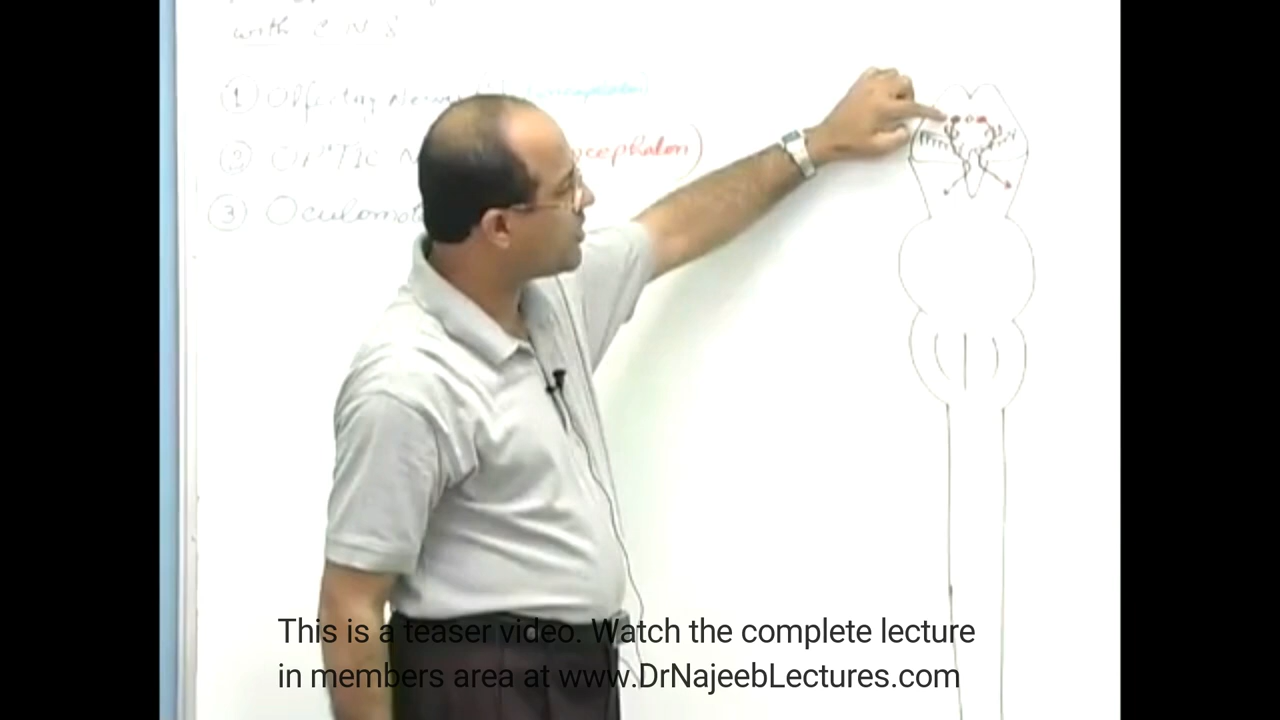 with C N S
① Olfactory Nerve
② OPTIC N
cephalon)
③ Oculomot
This is a teaser video. Watch the complete lecture
in members area at www.DrNajeebLectures.com